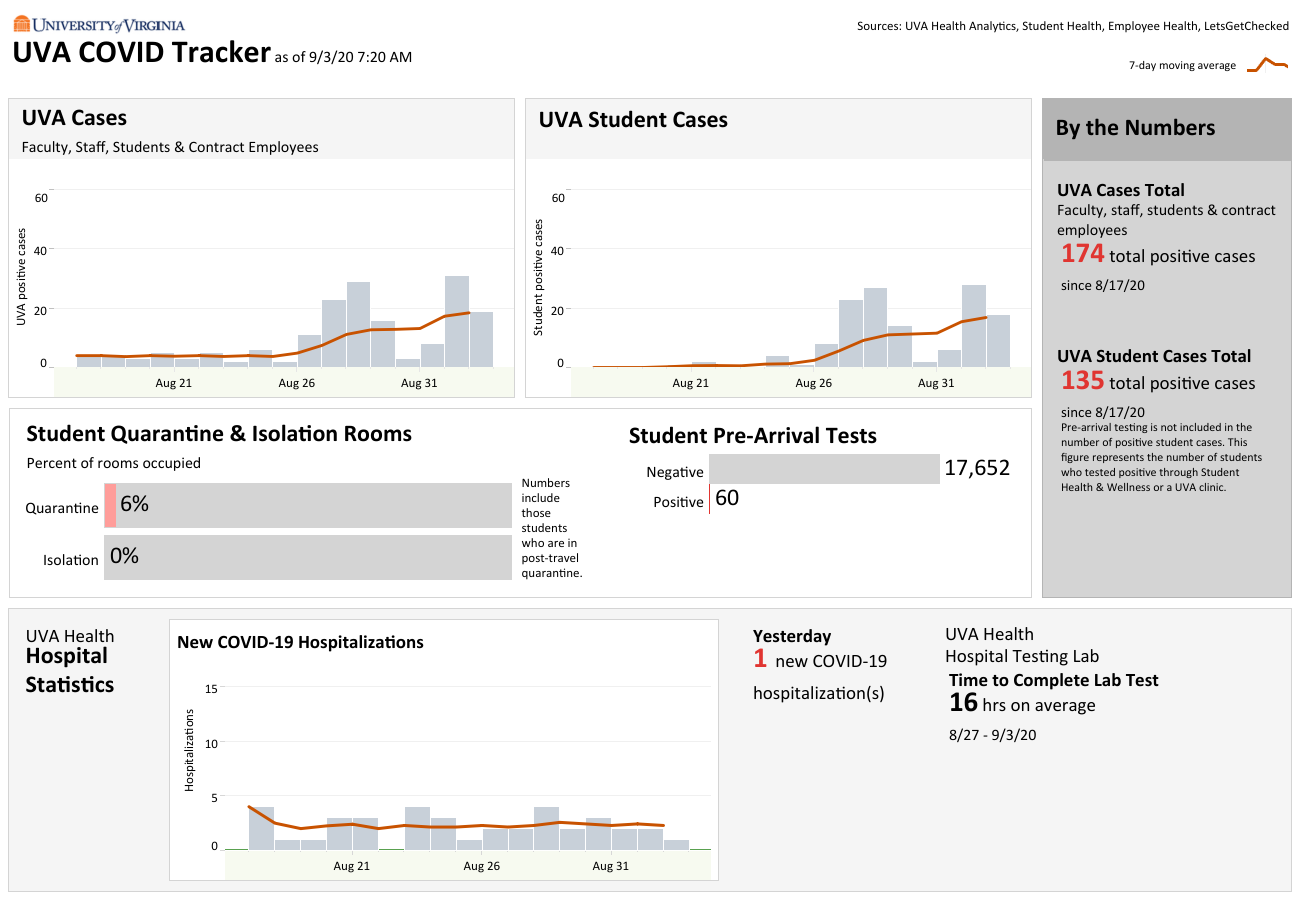 UNIVERSITY of VIRGINIA
UVA COVID Tracker as of 9/3/20 7:20 AM
Sources: UVA Health Analytics, Student Health, Employee Health, LetsGetChecked
7-day moving average
UVA Cases
Faculty, Staff, Students & Contract Employees
UVA positive cases
60
40
20
0
Aug 21
Aug 26
Aug 31
UVA Student Cases
Student positive cases
60
40
20
0
Aug 21
Aug 26
Aug 31
By the Numbers
UVA Cases Total
Faculty, staff, students & contract
employees
174 total positive cases
since 8/17/20
UVA Student Cases Total
135 total positive cases
since 8/17/20
Pre-arrival testing is not included in the
number of positive student cases. This
figure represents the number of students
who tested positive through Student
Health & Wellness or a UVA clinic.
Student Quarantine & Isolation Rooms
Percent of rooms occupied
Quarantine 6%
Isolation 0%
Numbers
include
those
students
who are in
post-travel
quarantine.
Student Pre-Arrival Tests
Negative 17,652
Positive 60
UVA Health
Hospital
Statistics
New COVID-19 Hospitalizations
Hospitalizations
15
10
5
0
Aug 21
Aug 26
Aug 31
Yesterday
1 new COVID-19
hospitalization(s)
UVA Health
Hospital Testing Lab
Time to Complete Lab Test
16 hrs on average
8/27 - 9/3/20